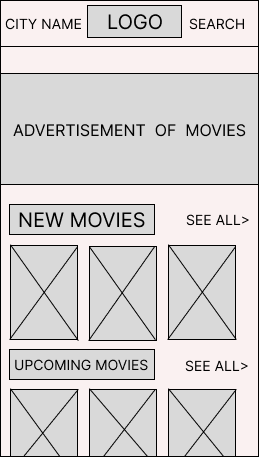 CITY NAME LOGO SEARCH
ADVERTISEMENT OF MOVIES
NEW MOVIES SEE ALL>
UPCOMING MOVIES SEE ALL>